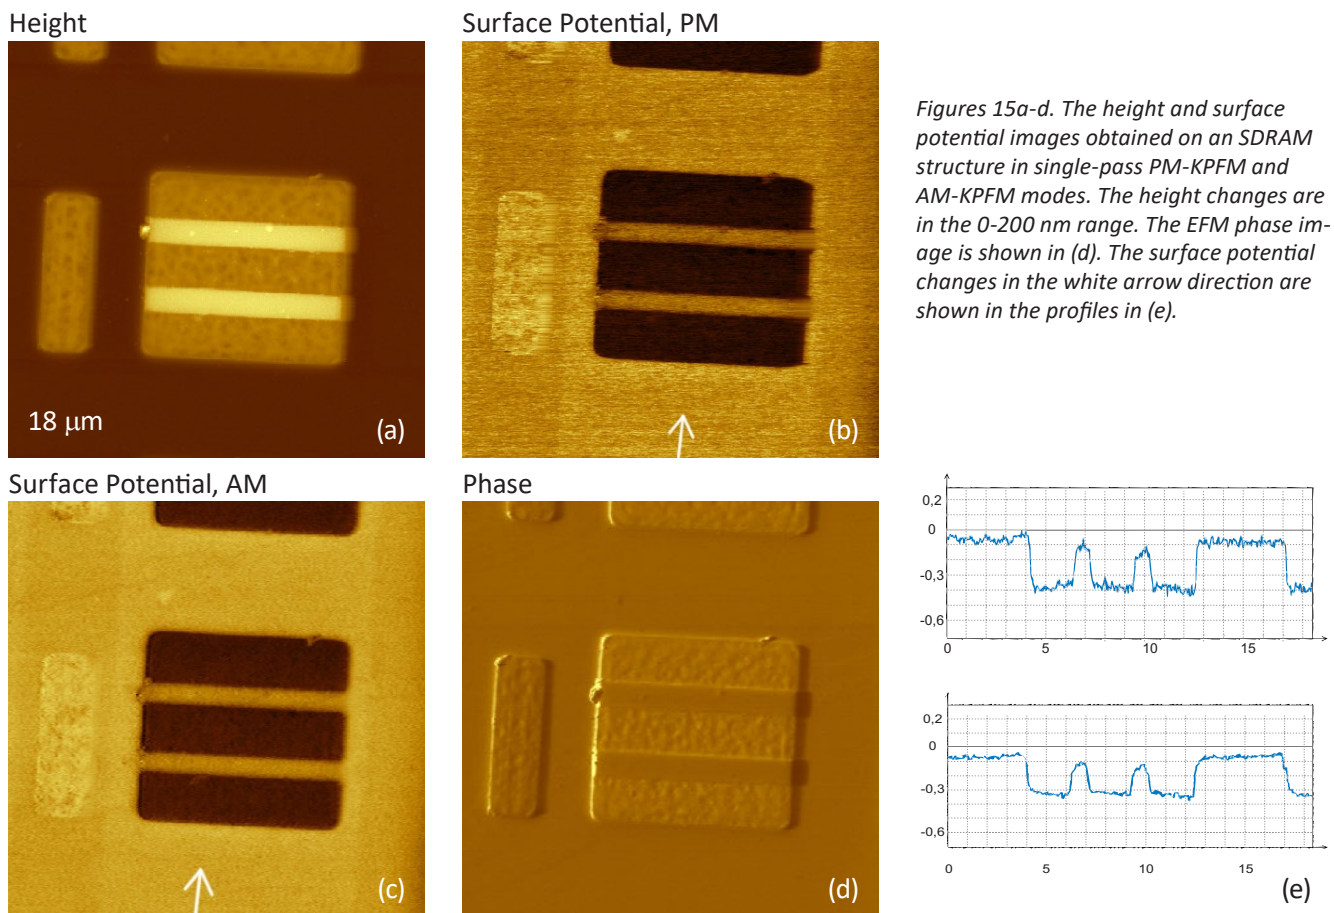 Height
Surface Potential, PM
Figures 15a-d. The height and surface
potential images obtained on an SDRAM
structure in single-pass PM-KPFM and
AM-KPFM modes. The height changes are
in the 0-200 nm range. The EFM phase im-
age is shown in (d). The surface potential
changes in the white arrow direction are
shown in the profiles in (e).
18 μm
(a)
(b)
Surface Potential, AM
Phase
(c)
(d)
0,2
0
-0,3
-0,6
0 5 10 15
0,2
0
-0,3
-0,6
0 5 10 15
(e)